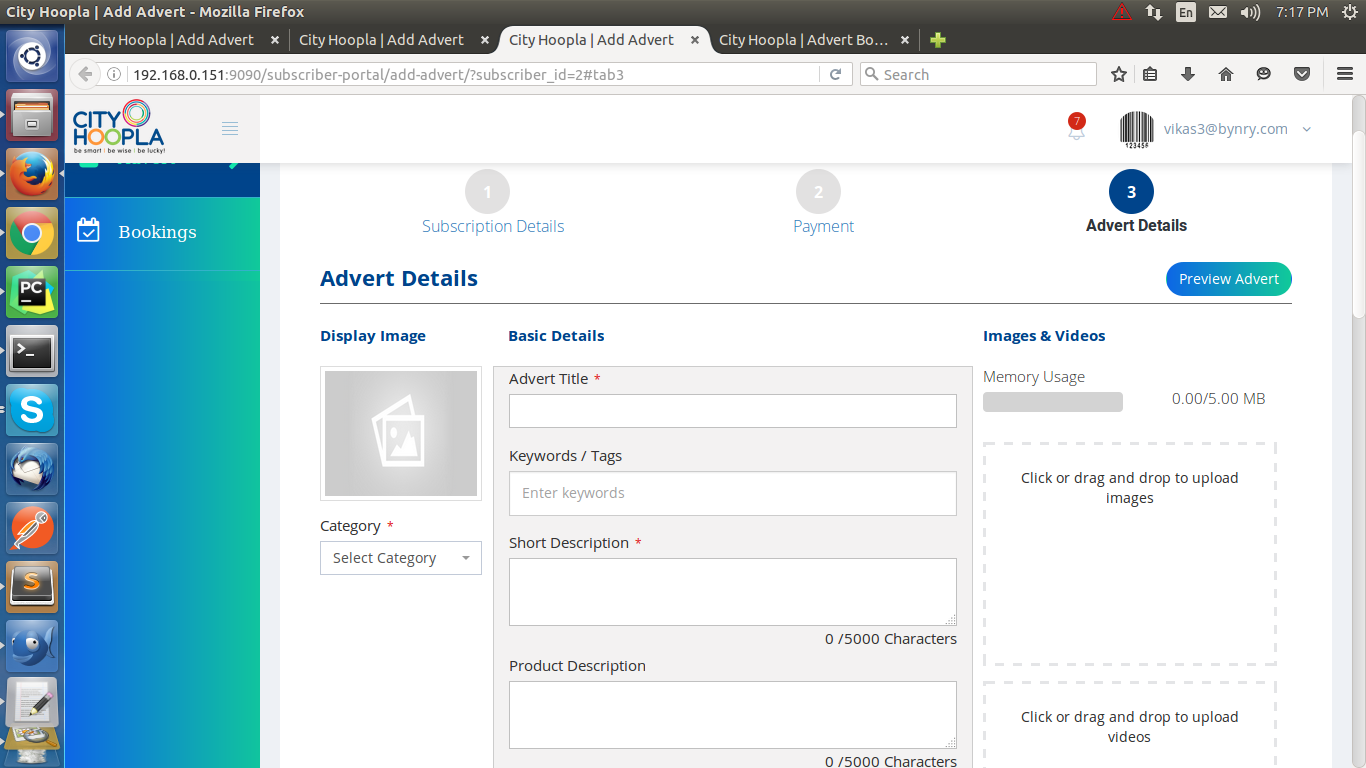 City Hoopla | Add Advert - Mozilla Firefox
En
7:17 PM
City Hoopla | Add Advert
City Hoopla | Add Advert
City Hoopla | Add Advert
City Hoopla | Advert Bo...
192.168.0.151:9090/subscriber-portal/add-advert/?subscriber_id=2#tab3
Search
CITY
HOOPLA
be smart | be wise | be lucky!
7
12345F
vikas3@bynry.com
Bookings
1
2
3
Subscription Details
Payment
Advert Details
Advert Details
Preview Advert
Display Image
Basic Details
Images & Videos
Advert Title *
Memory Usage
0.00/5.00 MB
Keywords / Tags
Enter keywords
Click or drag and drop to upload
images
Category *
Select Category
Short Description *
0 /5000 Characters
Product Description
Click or drag and drop to upload
videos
0 /5000 Characters
PC
S
S